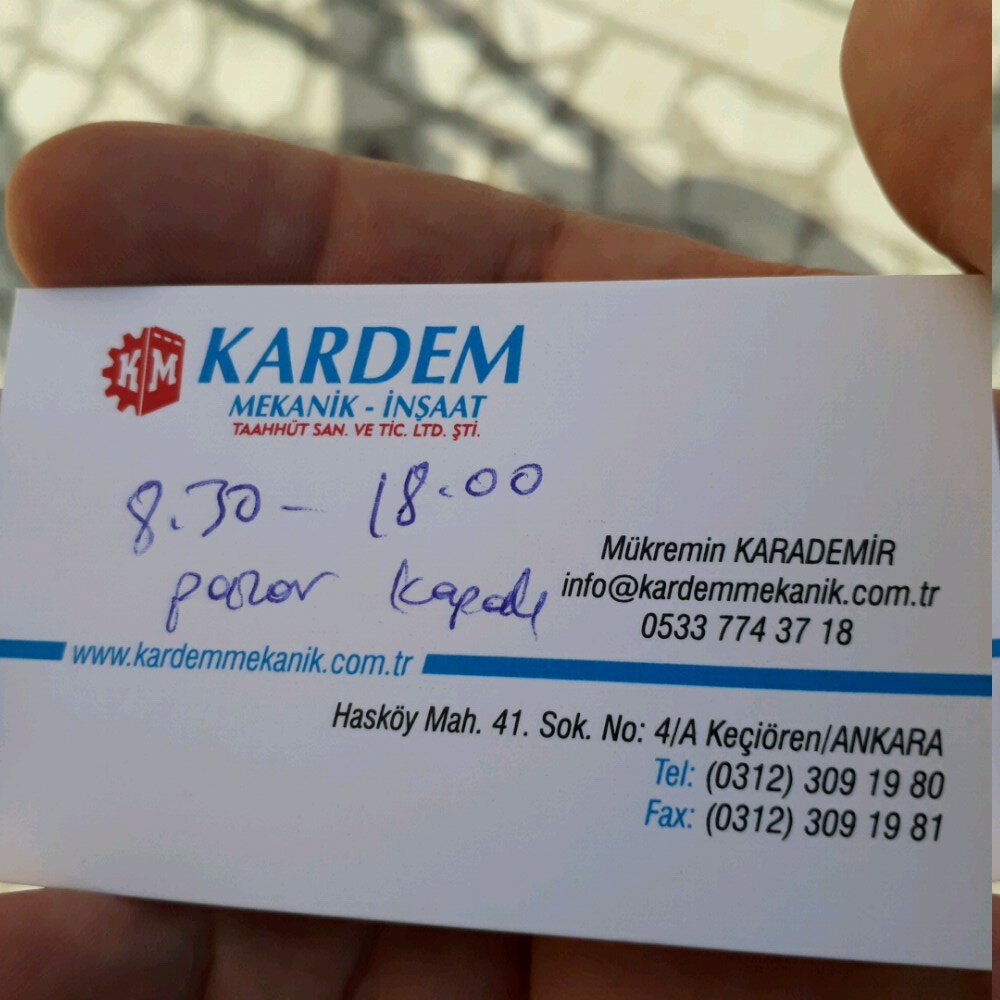 KM KARDEM
MEKANİK - İNŞAAT
TAAHHÜT SAN. VE TİC. LTD. ŞTİ.
8.30 - 18.00
pazar kapalı
Mükremin KARADEMİR
info@kardemmekanik.com.tr
0533 774 37 18
www.kardemmekanik.com.tr
Hasköy Mah. 41. Sok. No: 4/A Keçiören/ANKARA
Tel: (0312) 309 19 80
Fax: (0312) 309 19 81